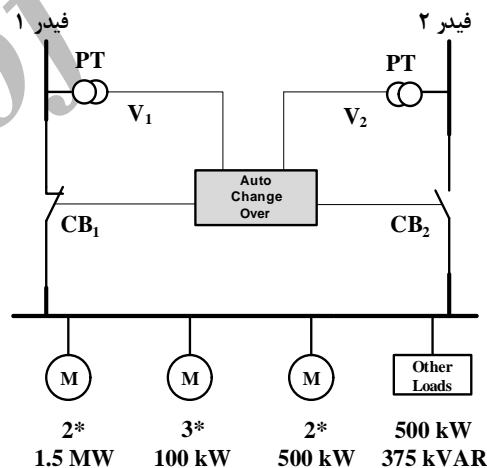 فیدر ۱
فیدر ۲
PT
PT
V1
V2
Auto
Change
Over
CB1
CB2
M
M
M
Other
Loads
2* 3* 2* 500 kW
1.5 MW 100 kW 500 kW 375 kVAR